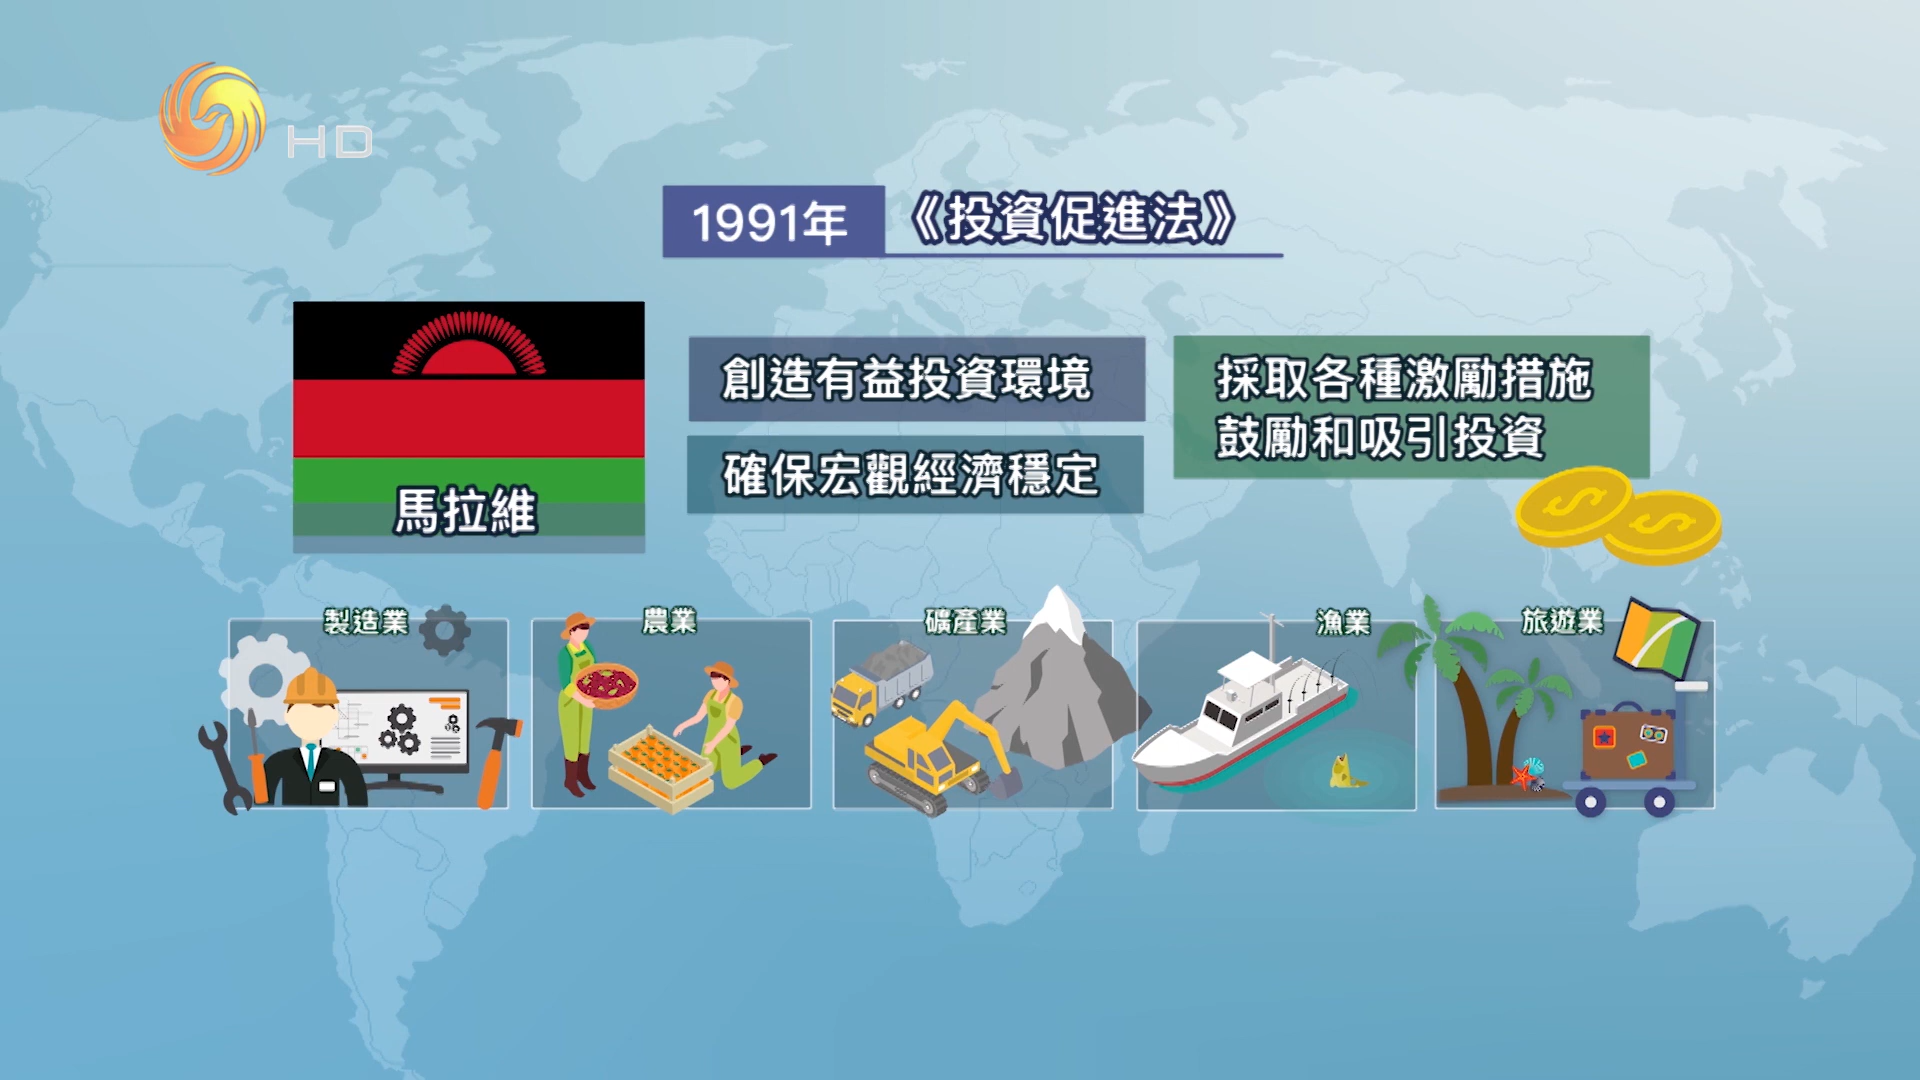 HD
1991年 《投資促進法》
創造有益投資環境
確保宏觀經濟穩定
採取各種激勵措施
鼓勵和吸引投資
馬拉維
製造業
農業
礦產業
漁業
旅遊業